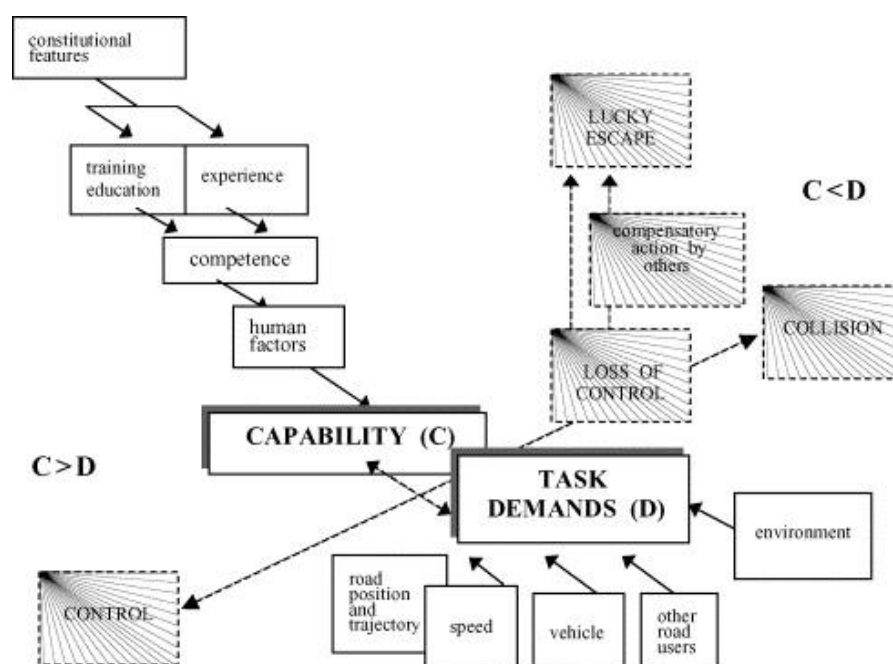 constitutional
features
training
education
experience
competence
human
factors
CAPABILITY (C)
C>D
CONTROL
LUCKY
ESCAPE
C<D
compensatory
action by
others
COLLISION
LOSS OF
CONTROL
TASK
DEMANDS (D)
environment
road
position
and
trajectory
speed
vehicle
other
road
users